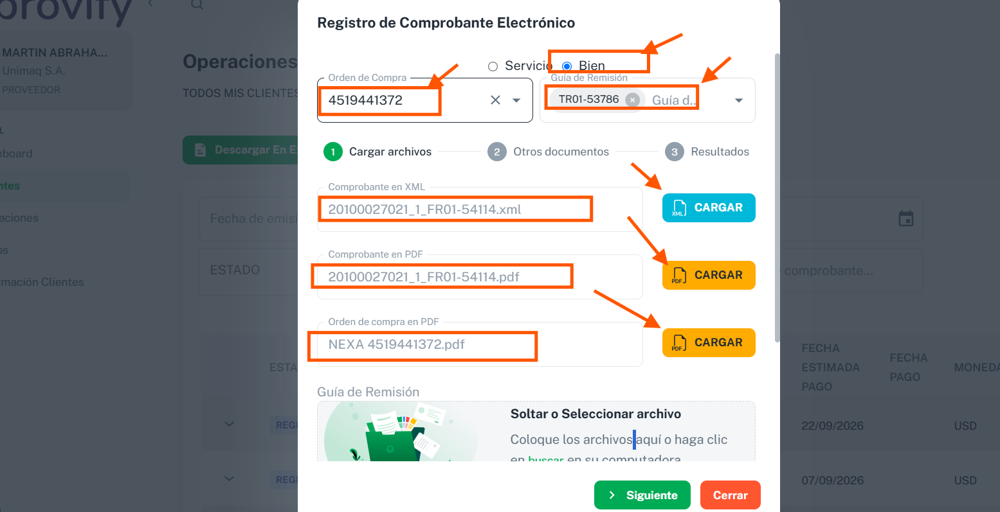 provity
MARTIN ABRAHA...
Unimaq S.A.
PROVEEDOR
Operaciones
TODOS MIS CLIENTES
Descargar En E
Fecha de emisi
ESTADO
comprobante...
Registro de Comprobante Electrónico
Servicio
Bien
Orden de Compra
4519441372
Guía de Remisión
TR01-53786
Guía d..
1 Cargar archivos
2 Otros documentos
3 Resultados
Comprobante en XML
20100027021_1_FR01-54114.xml
XML CARGAR
Comprobante en PDF
20100027021_1_FR01-54114.pdf
PDF CARGAR
Orden de compra en PDF
NEXA 4519441372.pdf
PDF CARGAR
Guía de Remisión
Soltar o Seleccionar archivo
Coloque los archivos aquí o haga clic
en buscar en su computadora
Siguiente
Cerrar
L
board
ntes
aciones
os
rmación Clientes
ESTA
FECHA
ESTIMADA
PAGO
FECHA
PAGO
MONEDA
REG
22/09/2026
USD
REG
07/09/2026
USD